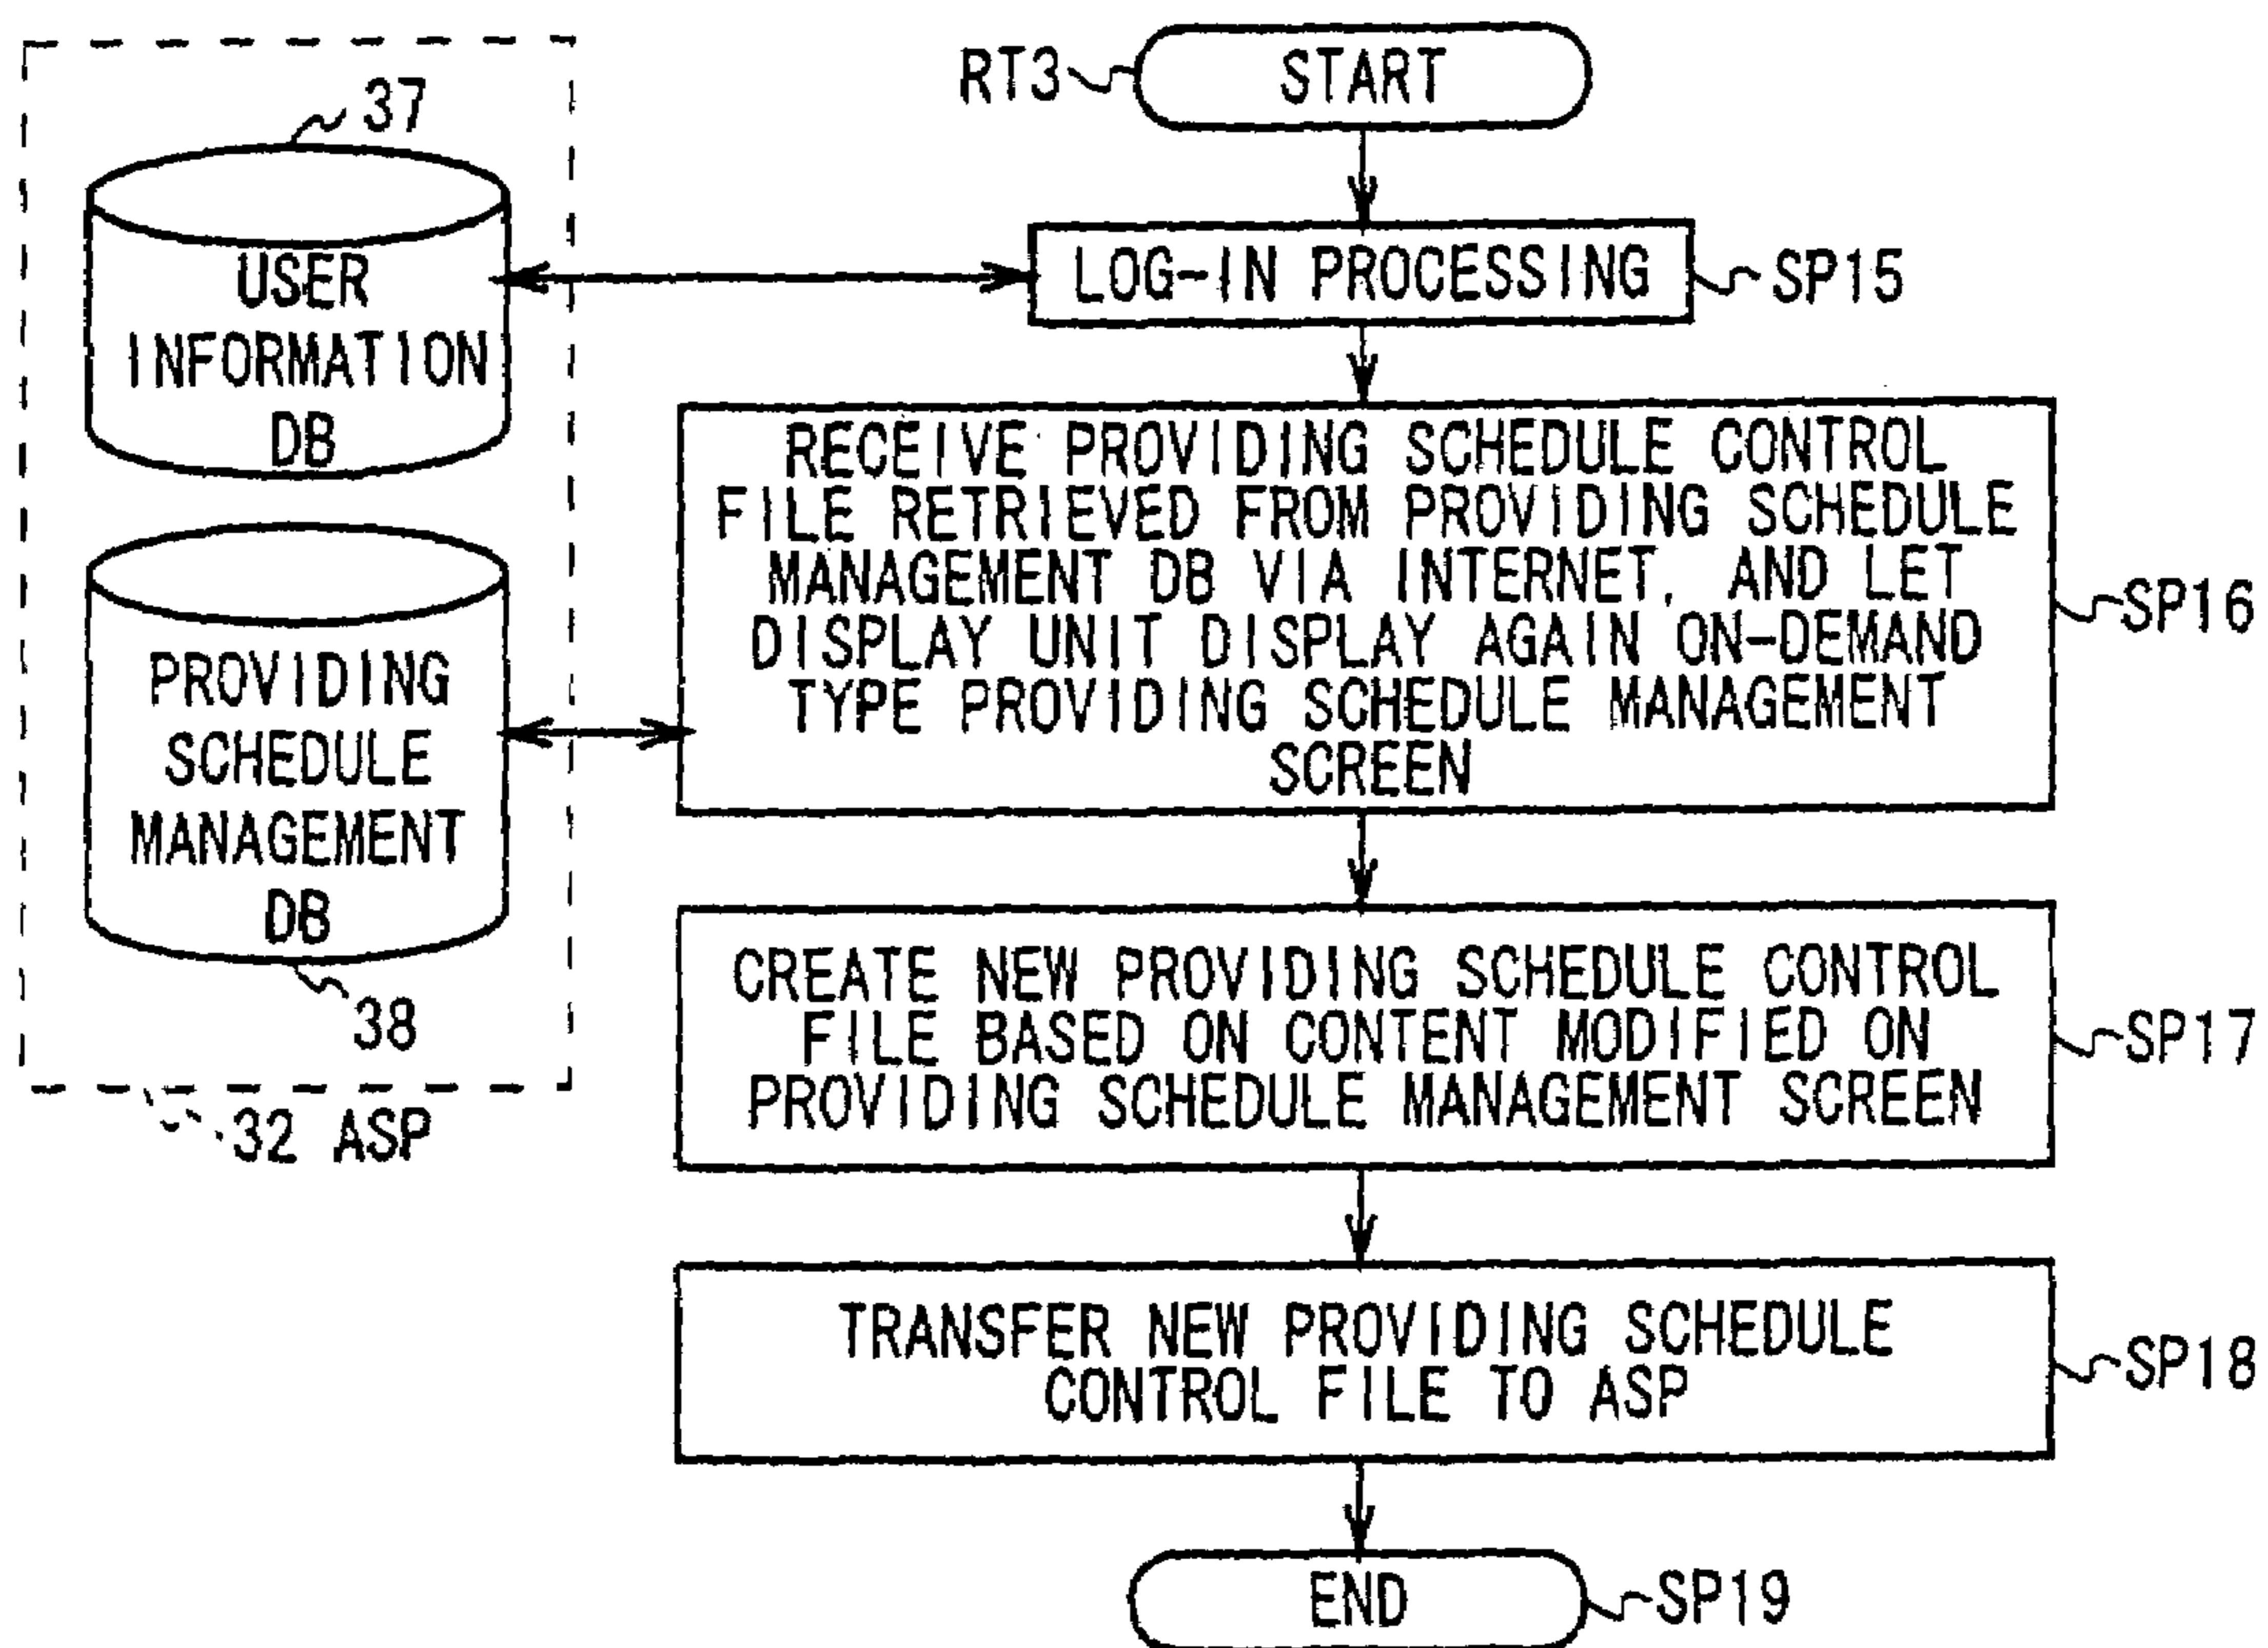 RT3
START
37
USER
INFORMATION
DB
LOG-IN PROCESSING
SP15
RECEIVE PROVIDING SCHEDULE CONTROL
FILE RETRIEVED FROM PROVIDING SCHEDULE
MANAGEMENT DB VIA INTERNET, AND LET
DISPLAY UNIT DISPLAY AGAIN ON-DEMAND
TYPE PROVIDING SCHEDULE MANAGEMENT
SCREEN
SP16
PROVIDING
SCHEDULE
MANAGEMENT
DB
38
32 ASP
CREATE NEW PROVIDING SCHEDULE CONTROL
FILE BASED ON CONTENT MODIFIED ON
PROVIDING SCHEDULE MANAGEMENT SCREEN
SP17
TRANSFER NEW PROVIDING SCHEDULE
CONTROL FILE TO ASP
SP18
END
SP19